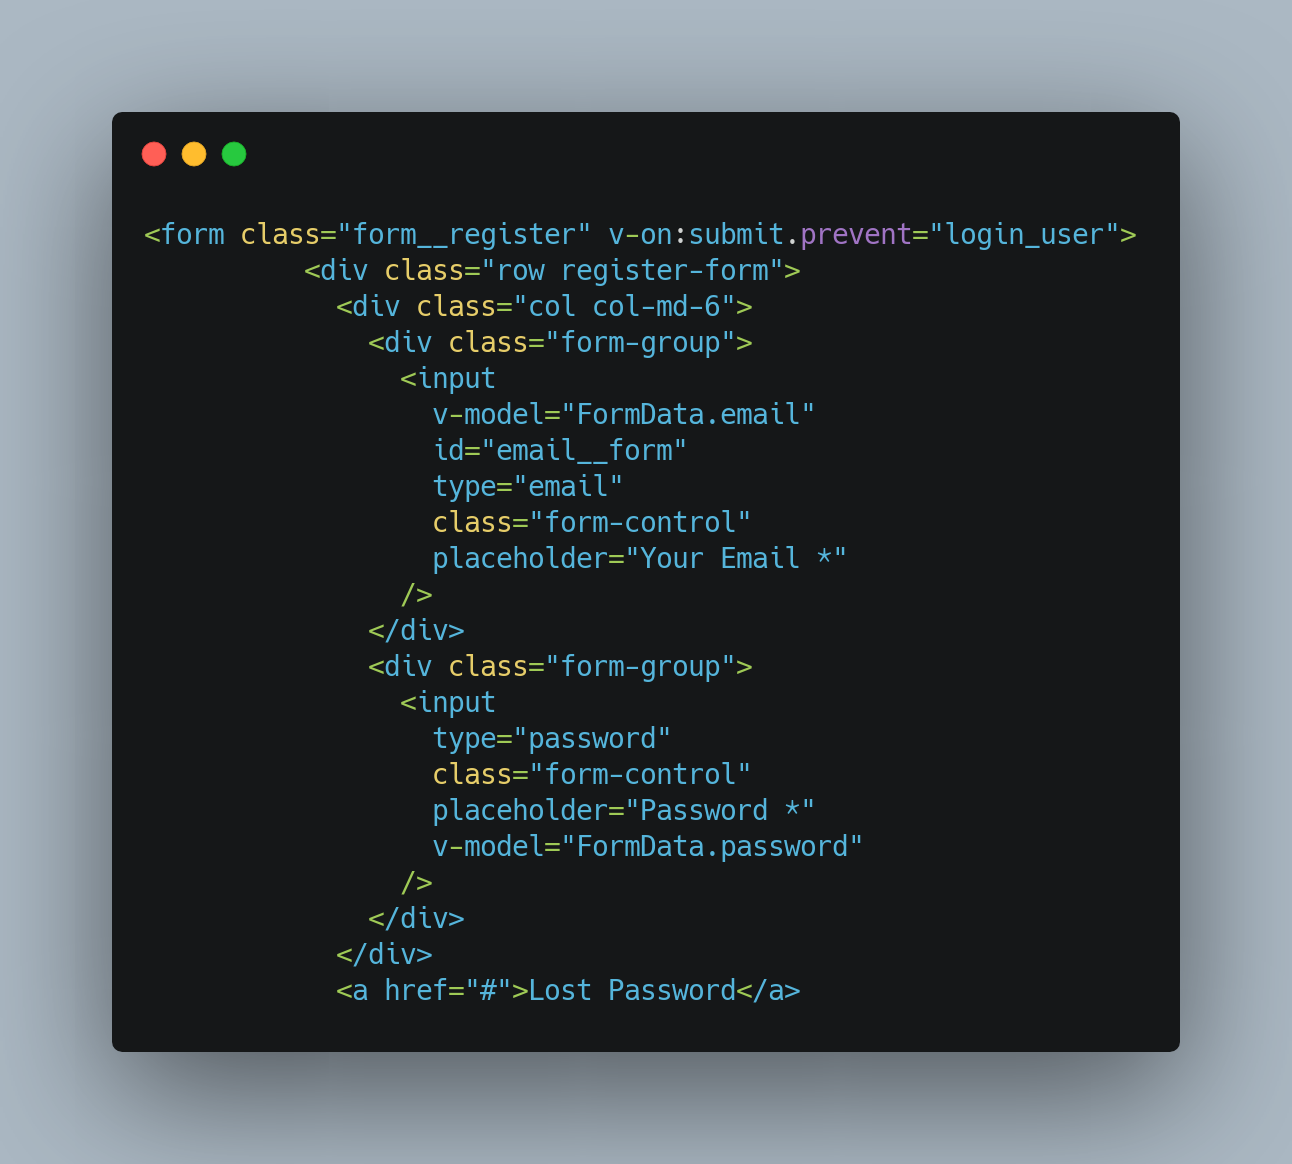 <form class="form__register" v-on:submit.prevent="login_user">
          <div class="row register-form">
            <div class="col col-md-6">
              <div class="form-group">
                <input
                  v-model="FormData.email"
                  id="email__form"
                  type="email"
                  class="form-control"
                  placeholder="Your Email *"
                />
              </div>
              <div class="form-group">
                <input
                  type="password"
                  class="form-control"
                  placeholder="Password *"
                  v-model="FormData.password"
                />
              </div>
            </div>
            <a href="#">Lost Password</a>